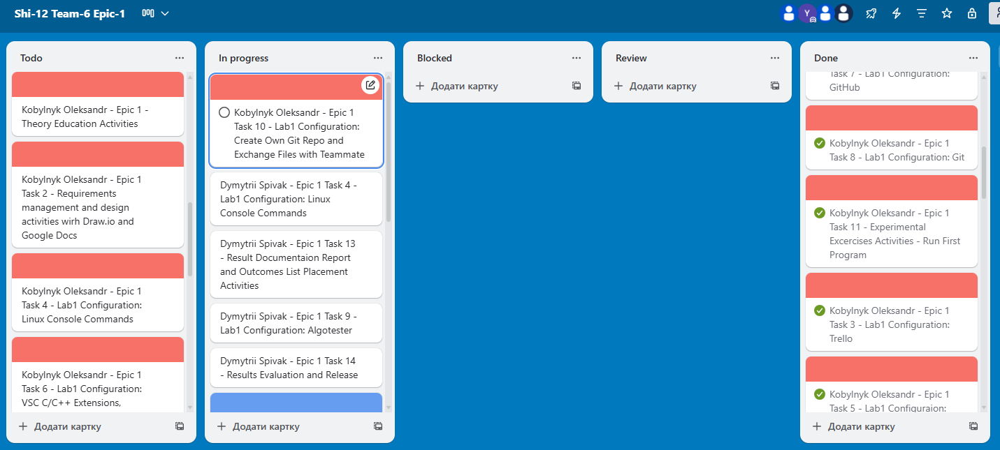 Shi-12 Team-6 Epic-1
Y
Todo
Kobylnyk Oleksandr - Epic 1 -
Theory Education Activities
Kobylnyk Oleksandr - Epic 1
Task 2 - Requirements
management and design
activities wirh Draw.io and
Google Docs
Kobylnyk Oleksandr - Epic 1
Task 4 - Lab1 Configuration:
Linux Console Commands
Kobylnyk Oleksandr - Epic 1
Task 6 - Lab1 Configuration:
VSC C/C++ Extensions,
Додати картку
In progress
Kobylnyk Oleksandr - Epic 1
Task 10 - Lab1 Configuration:
Create Own Git Repo and
Exchange Files with Teammate
Dymytrii Spivak - Epic 1 Task 4 -
Lab1 Configuration: Linux
Console Commands
Dymytrii Spivak - Epic 1 Task 13
- Result Documentaion Report
and Outcomes List Placement
Activities
Dymytrii Spivak - Epic 1 Task 9 -
Lab1 Configuration: Algotester
Dymytrii Spivak - Epic 1 Task 14
- Results Evaluation and Release
Додати картку
Blocked
Додати картку
Review
Додати картку
Done
Task 7 - Lab1 Configuration:
GitHub
Kobylnyk Oleksandr - Epic 1
Task 8 - Lab1 Configuration: Git
Kobylnyk Oleksandr - Epic 1
Task 11 - Experimental
Excercises Activities - Run First
Program
Kobylnyk Oleksandr - Epic 1
Task 3 - Lab1 Configuration:
Trello
Kobylnyk Oleksandr - Epic 1
Task 5 - Lab1 Configuraion:
Додати картку